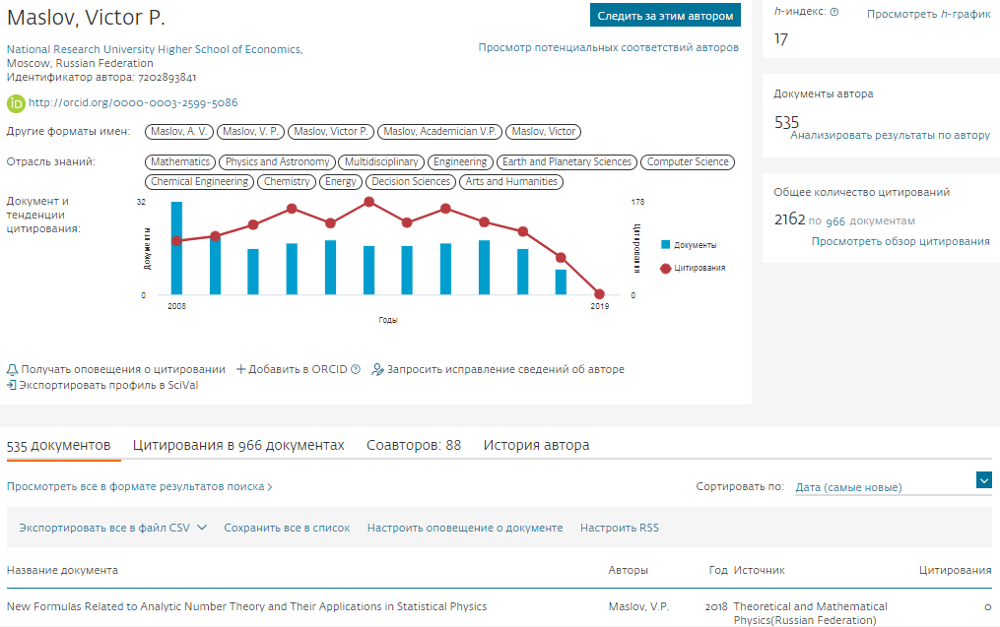 Maslov, Victor P.
Следить за этим автором
National Research University Higher School of Economics,
Просмотр потенциальных соответствий авторов
Moscow, Russian Federation
Идентификатор автора: 7202893841
iD http://orcid.org/0000-0003-2599-5086
Другие форматы имен: Maslov, A. V. Maslov, V. P. Maslov, Victor P. Maslov, Academician V.P. Maslov, Victor
Отрасль знаний: Mathematics Physics and Astronomy Multidisciplinary Engineering Earth and Planetary Sciences Computer Science
Chemical Engineering Chemistry Energy Decision Sciences Arts and Humanities
Документ и
тенденции
цитирования:
32
Документы
0
2008
2019
Годы
178
Цитирования
0
Документы
Цитирования
Получать оповещения о цитировании Добавить в ORCID Запросить исправление сведений об авторе
Экспортировать профиль в SciVal
h-индекс: Просмотреть h-график
17
Документы автора
535
Анализировать результаты по автору
Общее количество цитирований
2162 по 966 документам
Просмотреть обзор цитирования
535 документов Цитирования в 966 документах Соавторов: 88 История автора
Просмотреть все в формате результатов поиска >
Сортировать по: Дата (самые новые)
Экспортировать все в файл CSV Сохранить все в список Настроить оповещение о документе Настроить RSS
Название документа Авторы Год Источник Цитирования
New Formulas Related to Analytic Number Theory and Their Applications in Statistical Physics Maslov, V.P. 2018 Theoretical and Mathematical 0
Physics(Russian Federation)